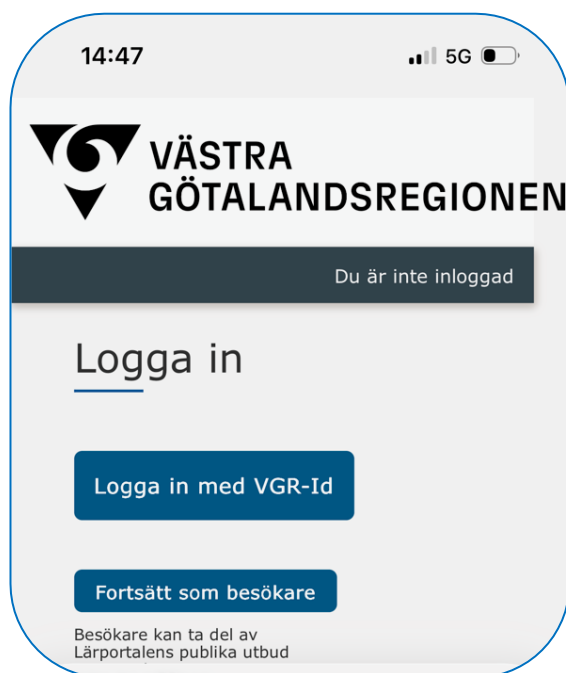 14:47 5G
VÄSTRA
GÖTALANDSREGIONEN
Du är inte inloggad
Logga in
Logga in med VGR-Id
Fortsätt som besökare
Besökare kan ta del av
Lärportalens publika utbud